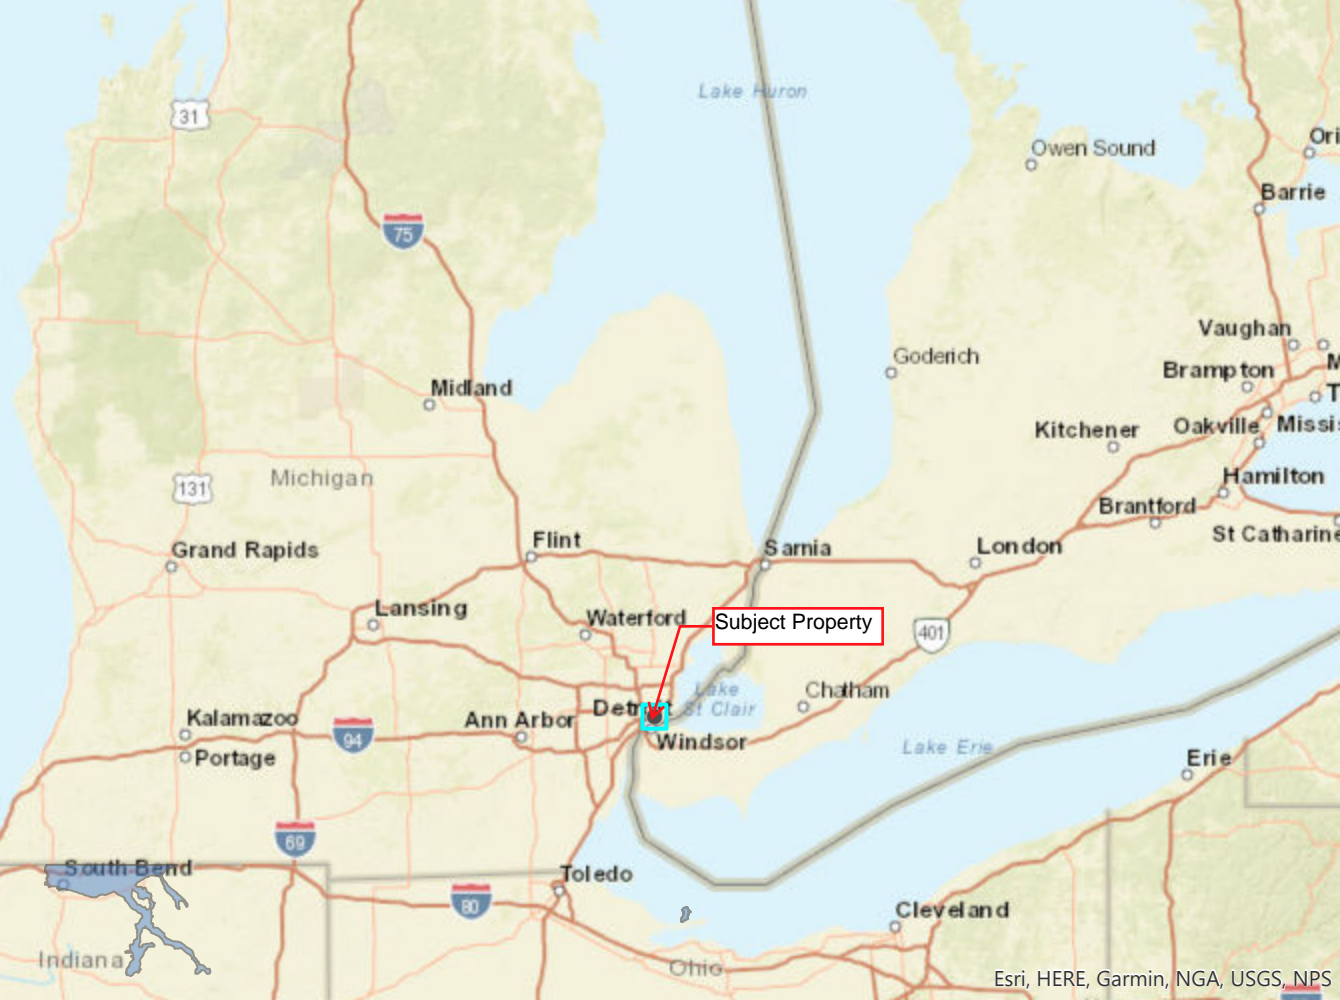 Lake Huron
31
Owen Sound
Ori
Barrie
75
Vaughan
Goderich
Brampton
M
Midland
T
Kitchener
Oakville
Missi
Michigan
131
Hamilton
Brantford
St Catharine
Flint
Sarnia
London
Grand Rapids
Lansing
Waterford
Subject Property
401
Lake
St Clair
Chatham
Kalamazoo
Ann Arbor
94
Windsor
Lake Erie
Portage
Erie
69
South Bend
Toledo
80
Cleveland
Indiana
Ohio
Esri, HERE, Garmin, NGA, USGS, NPS